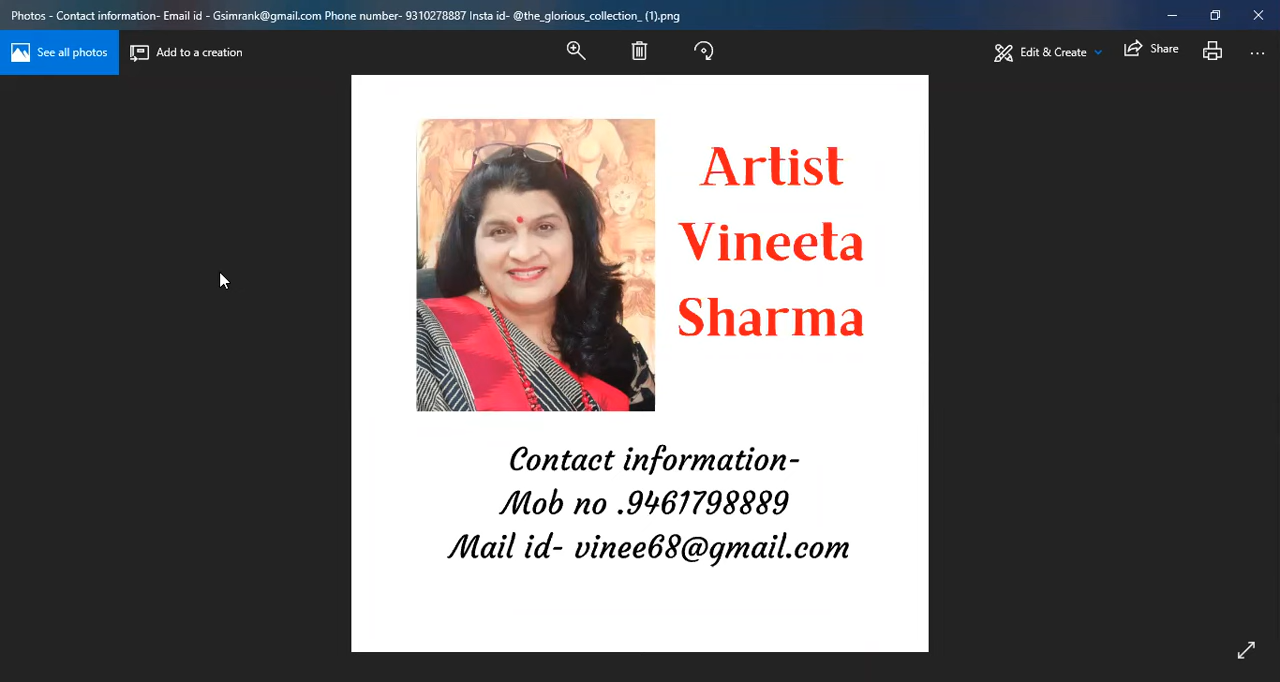 Photos - Contact information- Email id - Gsimrank@gmail.com Phone number- 9310278887 Insta id- @the_glorious_collection_ (1).png
See all photos
Add to a creation
Edit & Create
Share
Artist
Vineeta
Sharma
Contact information-
Mob no .9461798889
Mail id- vinee68@gmail.com